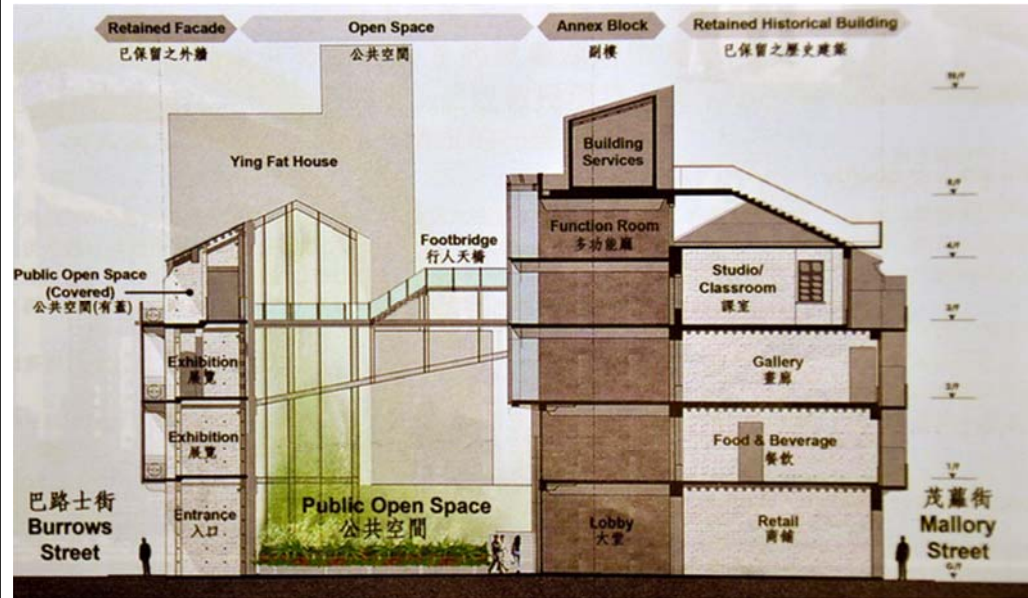 Retained Facade
已保留之外牆
Open Space
公共空間
Annex Block
副樓
Retained Historical Building
已保留之歷史建築
Ying Fat House
Building
Services
Function Room
多功能廳
Footbridge
行人天橋
Public Open Space
(Covered)
公共空間(有蓋)
Studio/
Classroom
課室
4/F
3/F
Exhibition
展覽
Gallery
畫廊
2/F
Exhibition
展覽
Food & Beverage
餐飲
1/F
巴路士街
Burrows
Street
Entrance
入口
Public Open Space
公共空間
Lobby
大堂
Retail
商鋪
茂蘿街
Mallory
Street
G/F